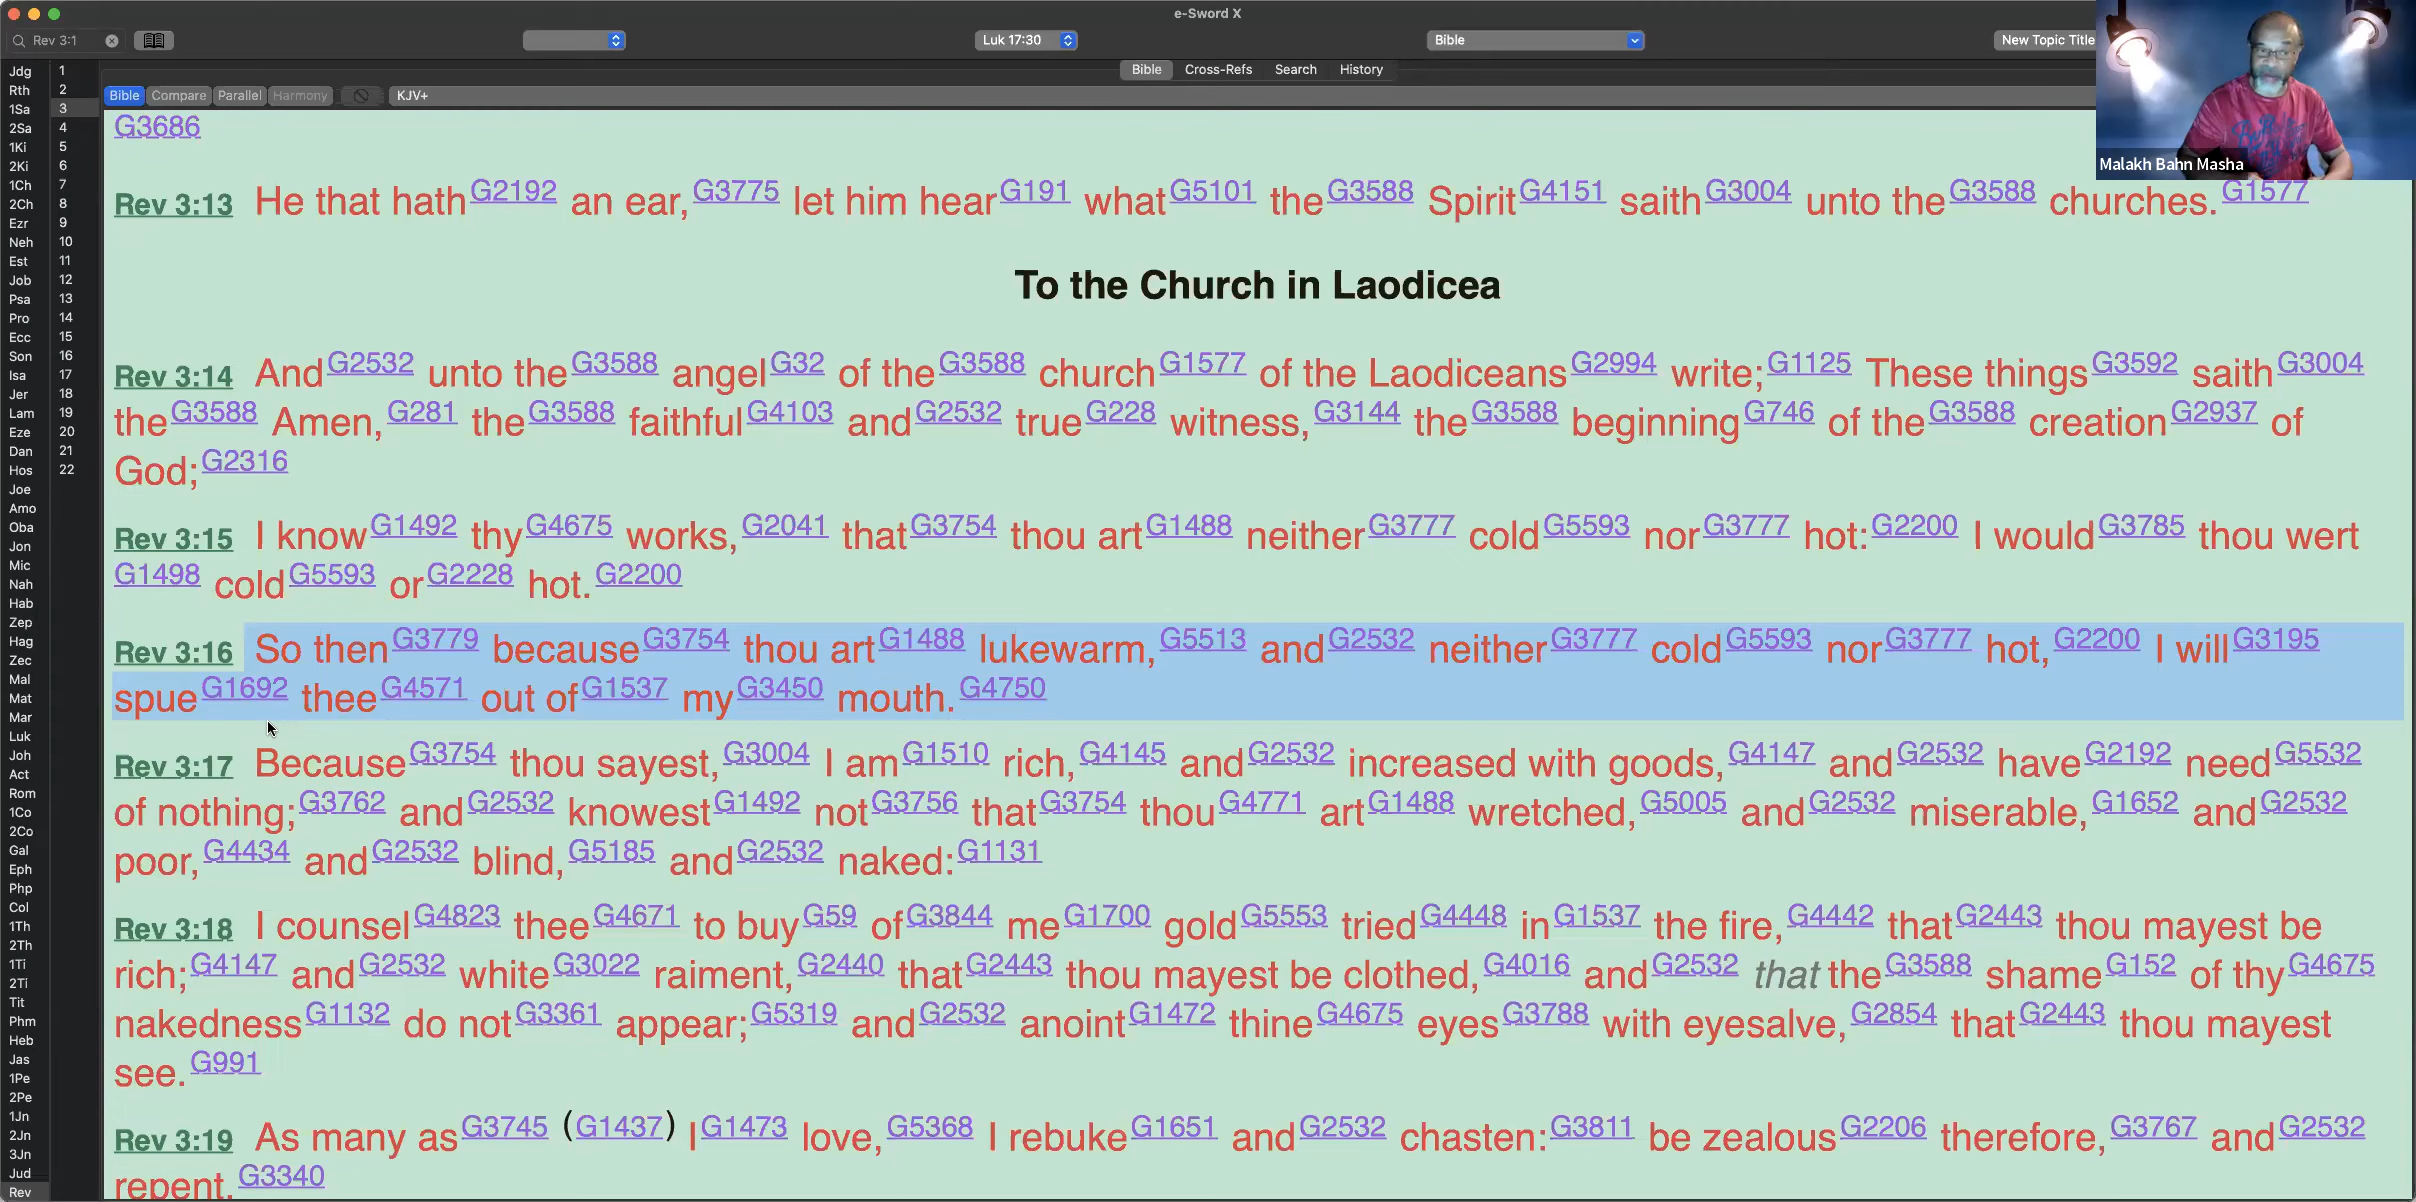 e-Sword X
Rev 3:1
Luk 17:30
Bible
New Topic Title
Bible Cross-Refs Search History
Bible Compare Parallel Harmony KJV+
Malakh Bahn Masha
Jdg 1
Rth 2
1Sa 3
2Sa 4
1Ki 5
2Ki 6
1Ch 7
2Ch 8
Ezr 9
Neh 10
Est 11
Job 12
Psa 13
Pro 14
Ecc 15
Son 16
Isa 17
Jer 18
Lam 19
Eze 20
Dan 21
Hos 22
Joe
Amo
Oba
Jon
Mic
Nah
Hab
Zep
Hag
Zec
Mal
Mat
Mar
Luk
Joh
Act
Rom
1Co
2Co
Gal
Eph
Php
Col
1Th
2Th
1Ti
2Ti
Tit
Phm
Heb
Jas
1Pe
2Pe
1Jn
2Jn
3Jn
Jud
Rev
G3686
Rev 3:13 He that hath G2192 an ear, G3775 let him hear G191 what G5101 the G3588 Spirit G4151 saith G3004 unto the G3588 churches. G1577
To the Church in Laodicea
Rev 3:14 And G2532 unto the G3588 angel G32 of the G3588 church G1577 of the Laodiceans G2994 write; G1125 These things G3592 saith G3004
the G3588 Amen, G281 the G3588 faithful G4103 and G2532 true G228 witness, G3144 the G3588 beginning G746 of the G3588 creation G2937 of
God; G2316
Rev 3:15 I know G1492 thy G4675 works, G2041 that G3754 thou art G1488 neither G3777 cold G5593 nor G3777 hot: G2200 I would G3785 thou wert
G1498 cold G5593 or G2228 hot. G2200
Rev 3:16 So then G3779 because G3754 thou art G1488 lukewarm, G5513 and G2532 neither G3777 cold G5593 nor G3777 hot, G2200 I will G3195
spue G1692 thee G4571 out of G1537 my G3450 mouth. G4750
Rev 3:17 Because G3754 thou sayest, G3004 I am G1510 rich, G4145 and G2532 increased with goods, G4147 and G2532 have G2192 need G5532
of nothing; G3762 and G2532 knowest G1492 not G3756 that G3754 thou G4771 art G1488 wretched, G5005 and G2532 miserable, G1652 and G2532
poor, G4434 and G2532 blind, G5185 and G2532 naked: G1131
Rev 3:18 I counsel G4823 thee G4671 to buy G59 of G3844 me G1700 gold G5553 tried G4448 in G1537 the fire, G4442 that G2443 thou mayest be
rich; G4147 and G2532 white G3022 raiment, G2440 that G2443 thou mayest be clothed, G4016 and G2532 that the G3588 shame G152 of thy G4675
nakedness G1132 do not G3361 appear; G5319 and G2532 anoint G1472 thine G4675 eyes G3788 with eyesalve, G2854 that G2443 thou mayest
see. G991
Rev 3:19 As many as G3745 (G1437) I G1473 love, G5368 I rebuke G1651 and G2532 chasten: G3811 be zealous G2206 therefore, G3767 and G2532
repent. G3340